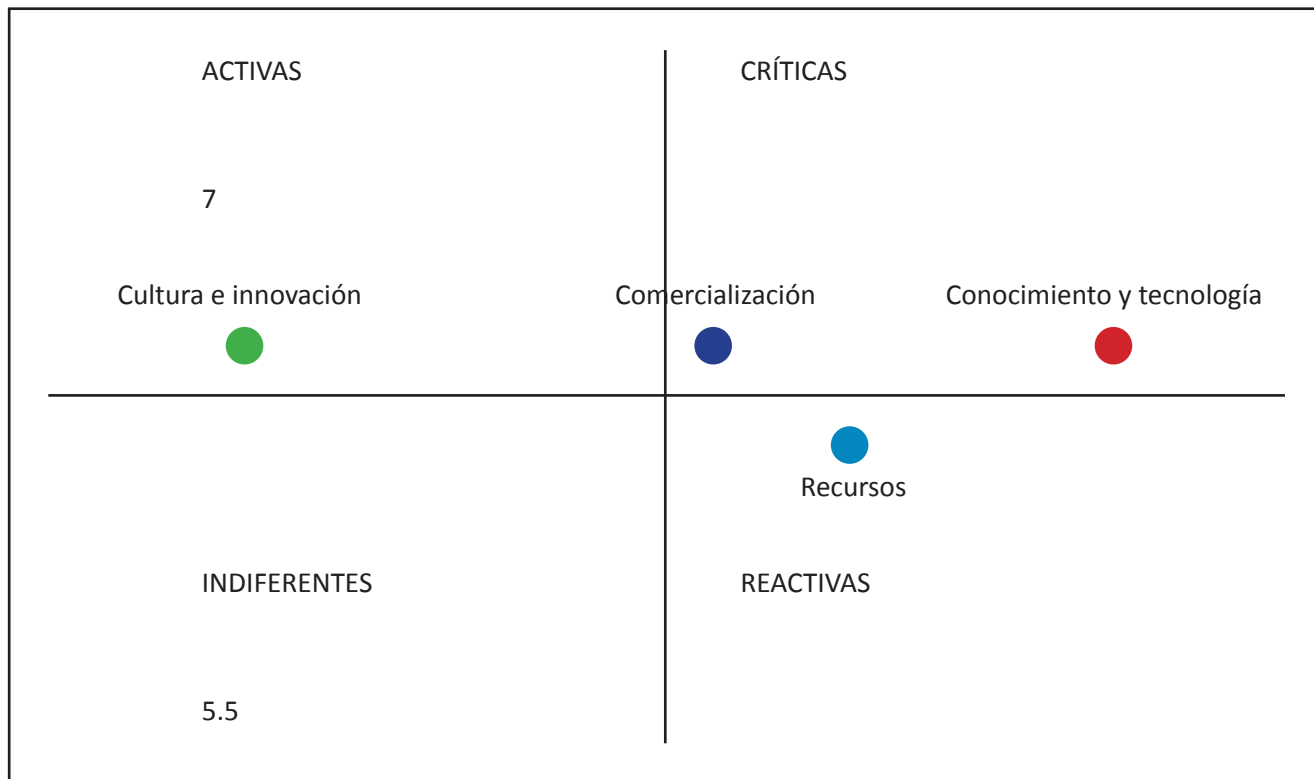 ACTIVAS
CRÍTICAS
7
Cultura e innovación
Comercialización
Conocimiento y tecnología
Recursos
INDIFERENTES
REACTIVAS
5.5